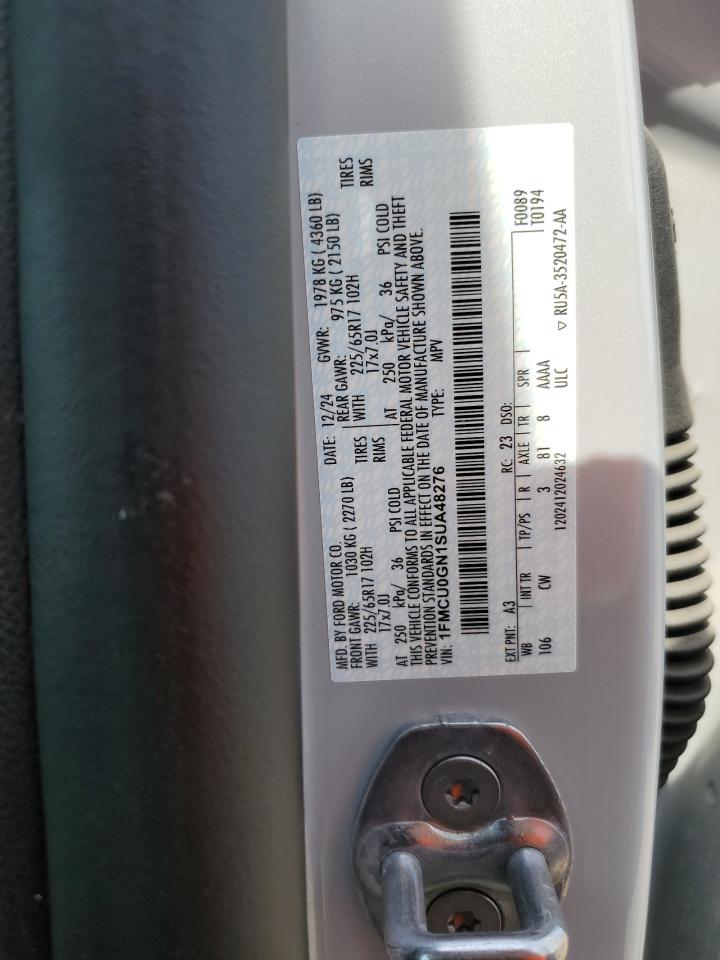 MFD. BY FORD MOTOR CO. DATE: 12/24 GVWR: 1978 KG ( 4360 LB)
FRONT GAWR: 1030 KG ( 2270 LB) REAR GAWR: 975 KG ( 2150 LB)
WITH 225/65R17 102H TIRES WITH 225/65R17 102H TIRES
17x7.0J RIMS 17x7.0J RIMS
AT 250 kPa/ 36 PSI COLD AT 250 kPa/ 36 PSI COLD
THIS VEHICLE CONFORMS TO ALL APPLICABLE FEDERAL MOTOR VEHICLE SAFETY AND THEFT
PREVENTION STANDARDS IN EFFECT ON THE DATE OF MANUFACTURE SHOWN ABOVE.
VIN: 1FMCU0GN1SUA48276 TYPE: MPV
EXT PNT: A3 RC: 23 DSO: F0089
WB INT TR TP/PS R AXLE TR SPR T0194
106 CW 3 81 8 AAAA
1202412024632 ULC ▽ RU5A-3520472-AA